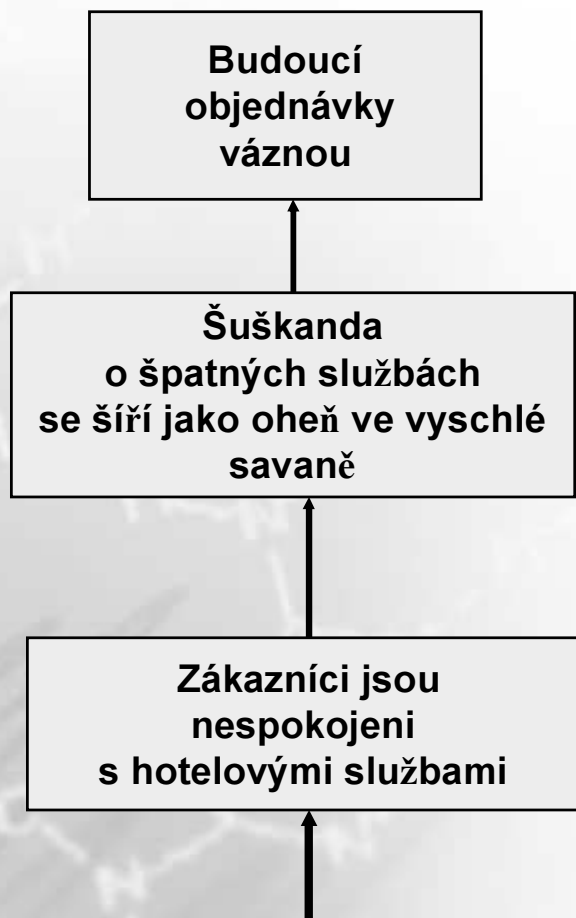 Budoucí
objednávky
váznou
Šuškanda
o špatných službách
se šíří jako oheň ve vyschlé
savaně
Zákazníci jsou
nespokojeni
s hotelovými službami